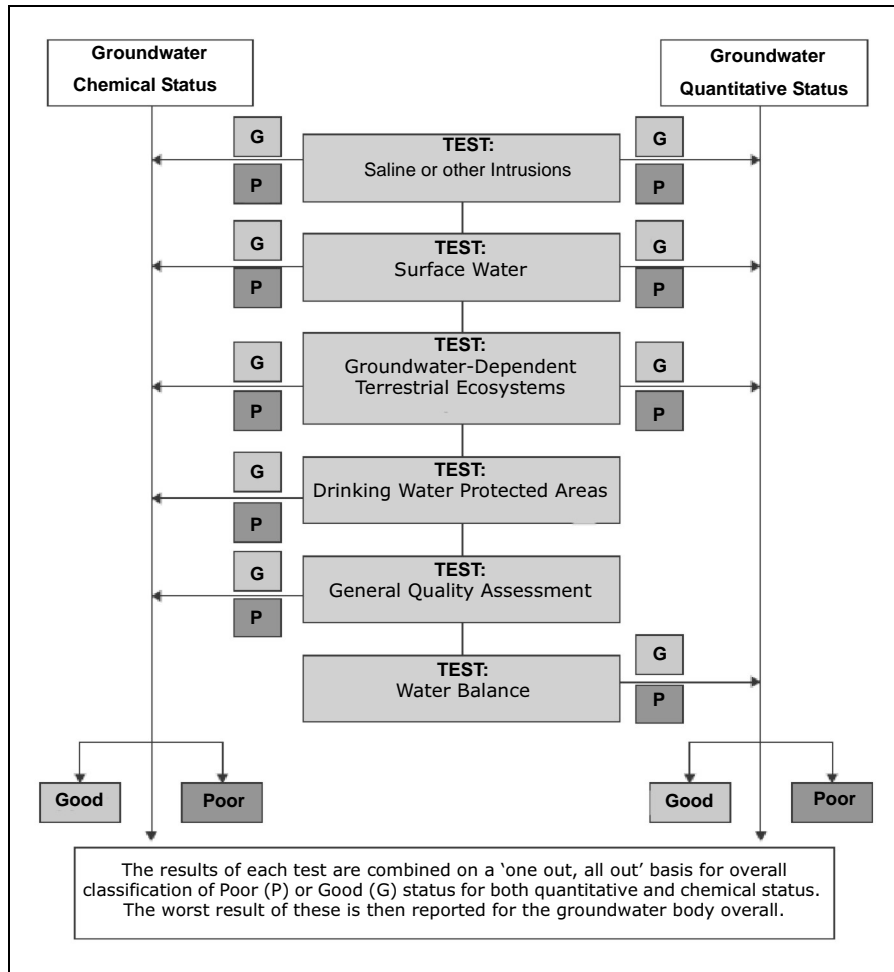 Groundwater
Chemical Status
Groundwater
Quantitative Status
G
P
TEST:
Saline or other Intrusions
G
P
G
P
TEST:
Surface Water
G
P
G
P
TEST:
Groundwater-Dependent
Terrestrial Ecosystems
G
P
G
P
TEST:
Drinking Water Protected Areas
G
P
TEST:
General Quality Assessment
TEST:
Water Balance
G
P
Good
Poor
Good
Poor
The results of each test are combined on a ‘one out, all out’ basis for overall
classification of Poor (P) or Good (G) status for both quantitative and chemical status.
The worst result of these is then reported for the groundwater body overall.